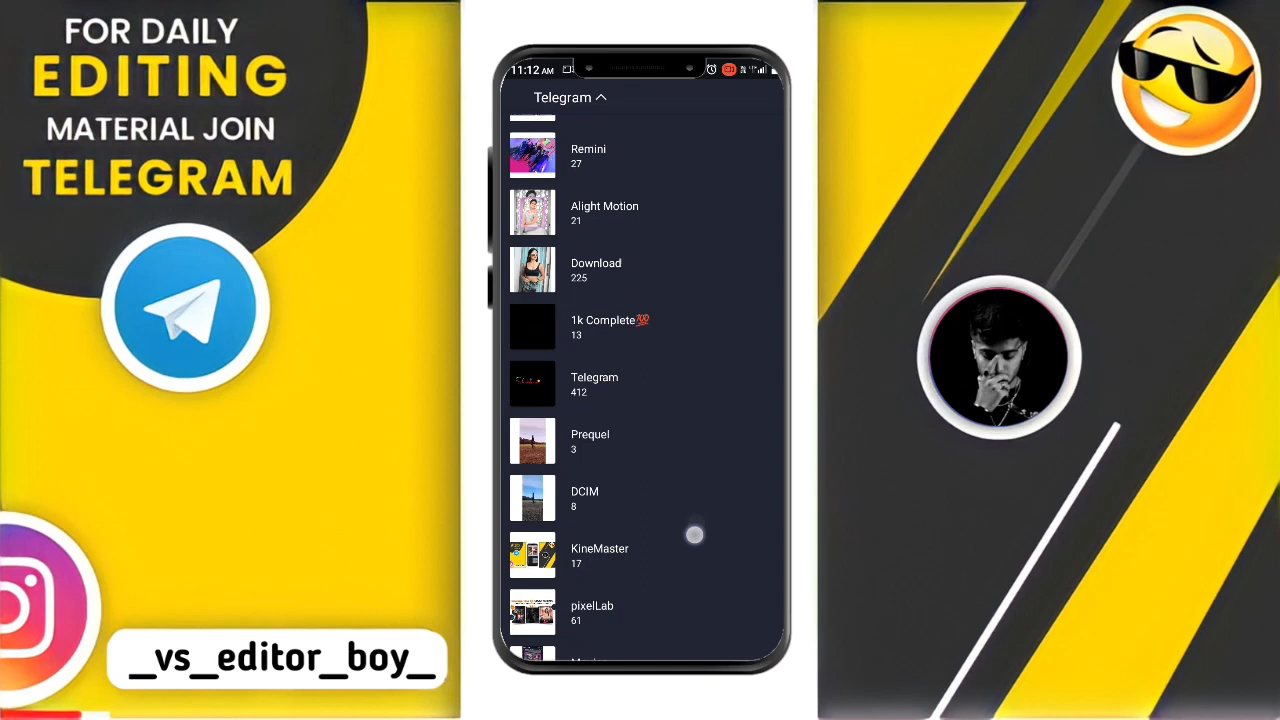 FOR DAILY
EDITING
MATERIAL JOIN
TELEGRAM
_vs_editor_boy_
11:12 AM
Telegram
Remini
27
Alight Motion
21
Download
225
1k Complete💯
13
Telegram
412
Prequel
3
DCIM
8
KineMaster
17
pixelLab
61